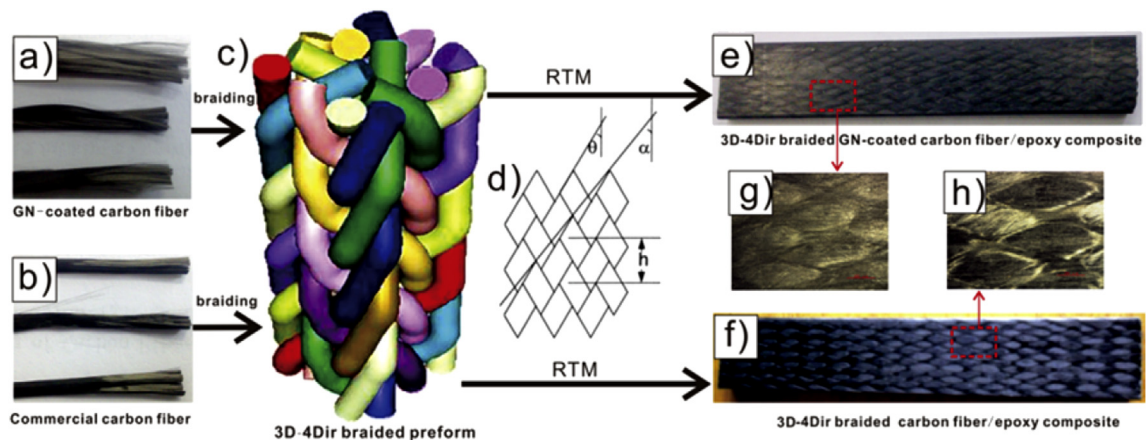 a)
GN-coated carbon fiber
b)
Commercial carbon fiber
braiding
braiding
c)
3D-4Dir braided preform
RTM
RTM
d)
θ
α
h
e)
3D-4Dir braided GN-coated carbon fiber/epoxy composite
g)
h)
f)
3D-4Dir braided carbon fiber/epoxy composite